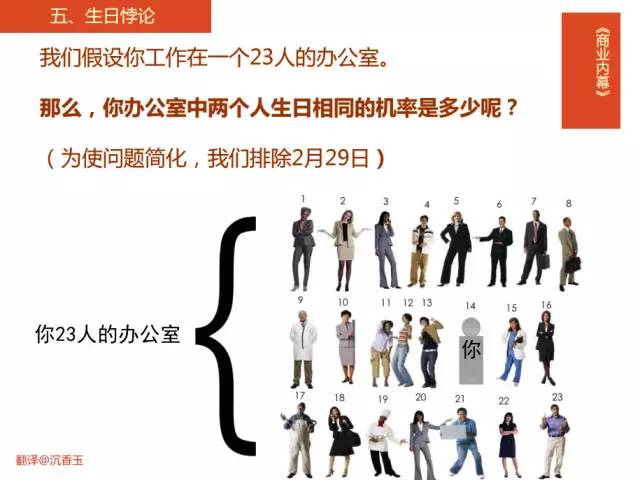 五、生日悖论
《商业内幕》
我们假设你工作在一个23人的办公室。
那么，你办公室中两个人生日相同的机率是多少呢？
（为使问题简化，我们排除2月29日）
1 2 3 4 5 6 7 8
9 10 11 12 13 14 15 16
你
你23人的办公室
17 18 19 20 21 22 23
翻译@沉香玉